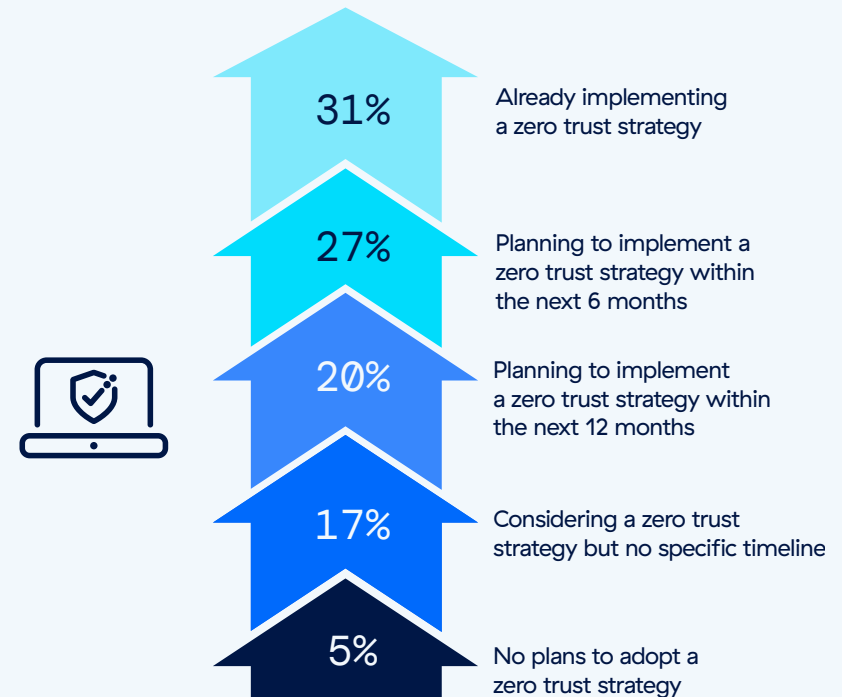 31%
Already implementing
a zero trust strategy
27%
Planning to implement a
zero trust strategy within
the next 6 months
20%
Planning to implement
a zero trust strategy within
the next 12 months
17%
Considering a zero trust
strategy but no specific timeline
5%
No plans to adopt a
zero trust strategy